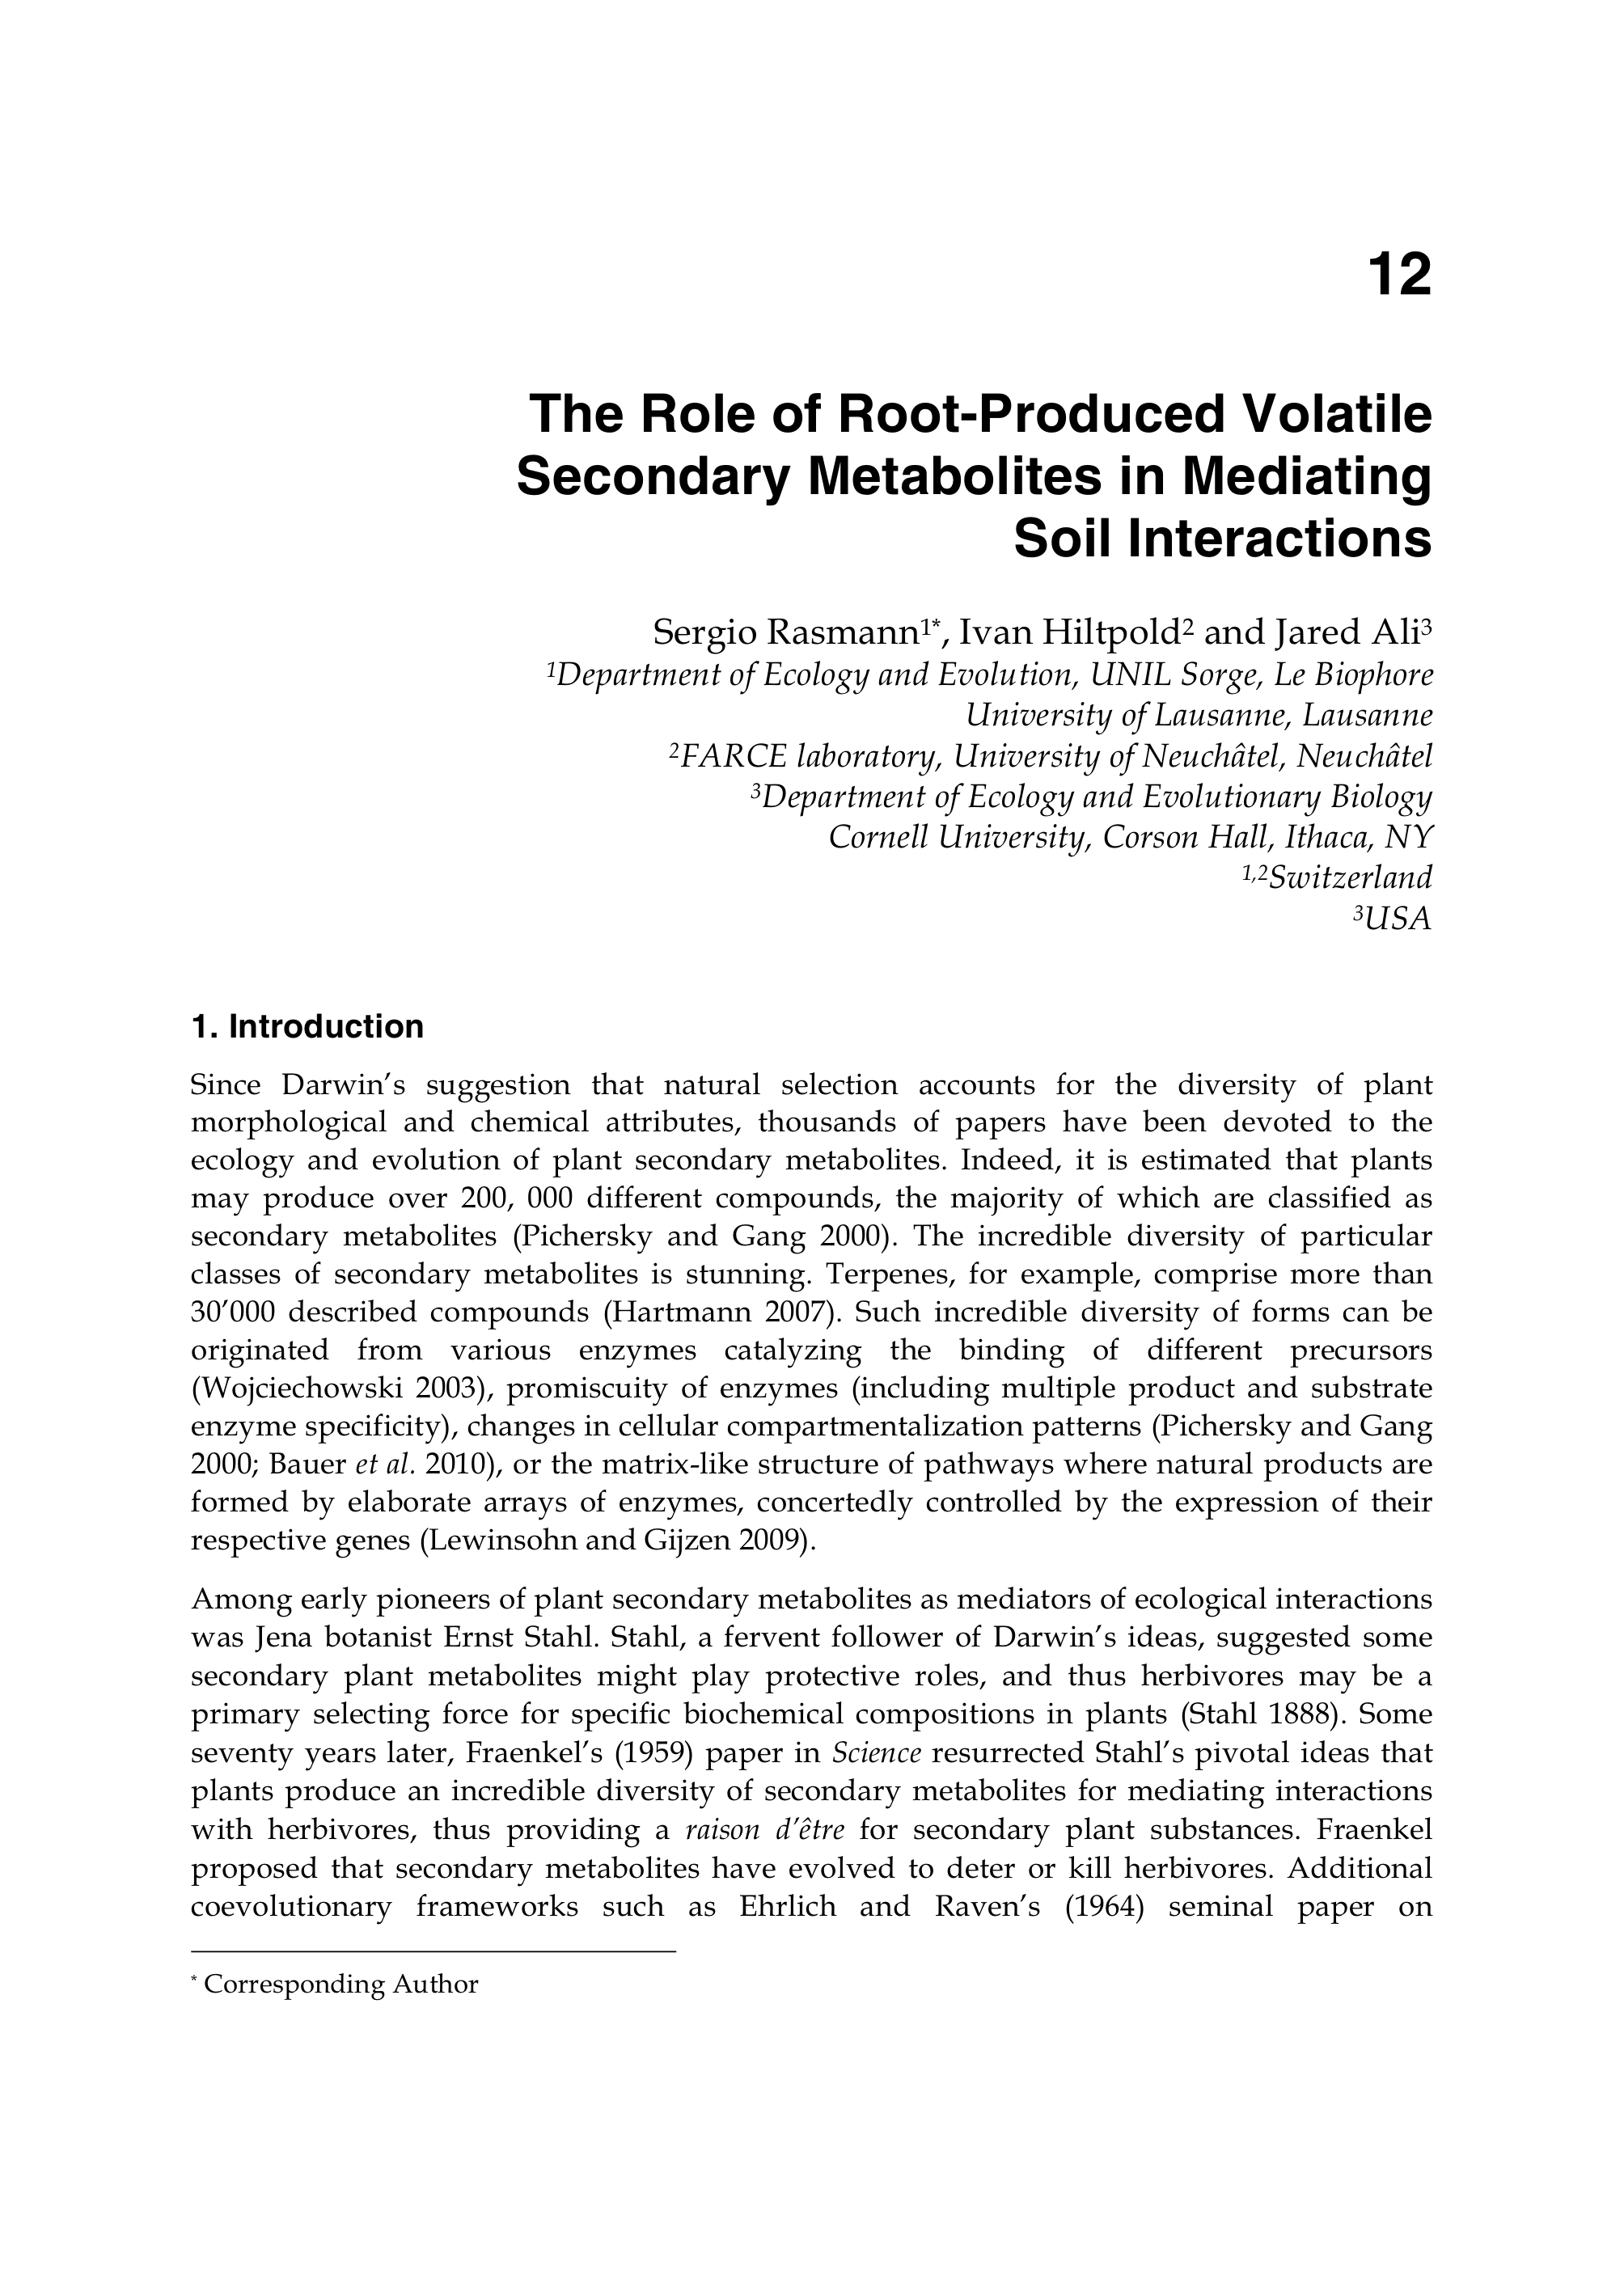 12
The Role of Root-Produced Volatile
Secondary Metabolites in Mediating
Soil Interactions
Sergio Rasmann1*, Ivan Hiltpold2 and Jared Ali3
1Department of Ecology and Evolution, UNIL Sorge, Le Biophore
University of Lausanne, Lausanne
2FARCE laboratory, University of Neuchâtel, Neuchâtel
3Department of Ecology and Evolutionary Biology
Cornell University, Corson Hall, Ithaca, NY
1,2Switzerland
3USA
1. Introduction
Since Darwin's suggestion that natural selection accounts for the diversity of plant
morphological and chemical attributes, thousands of papers have been devoted to the
ecology and evolution of plant secondary metabolites. Indeed, it is estimated that plants
may produce over 200, 000 different compounds, the majority of which are classified as
secondary metabolites (Pichersky and Gang 2000). The incredible diversity of particular
classes of secondary metabolites is stunning. Terpenes, for example, comprise more than
30'000 described compounds (Hartmann 2007). Such incredible diversity of forms can be
originated from various enzymes catalyzing the binding of different precursors
(Wojciechowski 2003), promiscuity of enzymes (including multiple product and substrate
enzyme specificity), changes in cellular compartmentalization patterns (Pichersky and Gang
2000; Bauer et al. 2010), or the matrix-like structure of pathways where natural products are
formed by elaborate arrays of enzymes, concertedly controlled by the expression of their
respective genes (Lewinsohn and Gijzen 2009).
Among early pioneers of plant secondary metabolites as mediators of ecological interactions
was Jena botanist Ernst Stahl. Stahl, a fervent follower of Darwin's ideas, suggested some
secondary plant metabolites might play protective roles, and thus herbivores may be a
primary selecting force for specific biochemical compositions in plants (Stahl 1888). Some
seventy years later, Fraenkel's (1959) paper in Science resurrected Stahl's pivotal ideas that
plants produce an incredible diversity of secondary metabolites for mediating interactions
with herbivores, thus providing a raison d'être for secondary plant substances. Fraenkel
proposed that secondary metabolites have evolved to deter or kill herbivores. Additional
coevolutionary frameworks such as Ehrlich and Raven's (1964) seminal paper on
* Corresponding Author